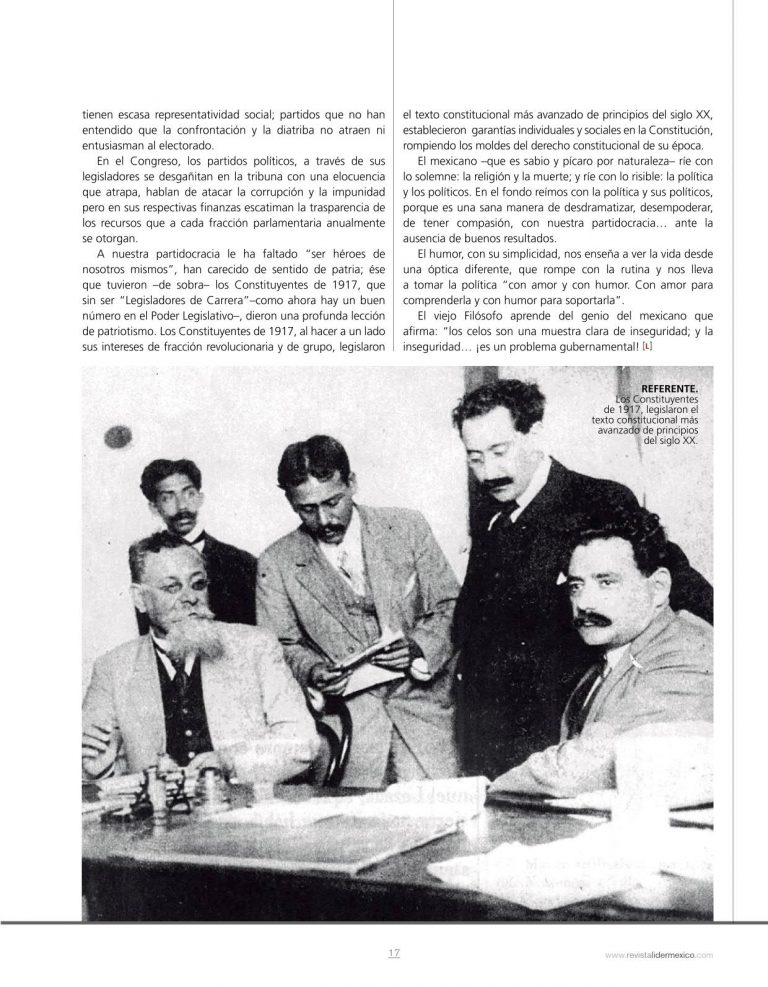 tienen escasa representatividad social; partidos que no han
entendido que la confrontación y la diatriba no atraen ni
entusiasman al electorado.
En el Congreso, los partidos políticos, a través de sus
legisladores se desgañitan en la tribuna con una elocuencia
que atrapa, hablan de atacar la corrupción y la impunidad
pero en sus respectivas finanzas escatiman la trasparencia de
los recursos que a cada fracción parlamentaria anualmente
se otorgan.
A nuestra partidocracia le ha faltado “ser héroes de
nosotros mismos”, han carecido de sentido de patria; ése
que tuvieron –de sobra– los Constituyentes de 1917, que
sin ser “Legisladores de Carrera”–como ahora hay un buen
número en el Poder Legislativo–, dieron una profunda lección
de patriotismo. Los Constituyentes de 1917, al hacer a un lado
sus intereses de fracción revolucionaria y de grupo, legislaron
el texto constitucional más avanzado de principios del siglo XX,
establecieron garantías individuales y sociales en la Constitución,
rompiendo los moldes del derecho constitucional de su época.
El mexicano –que es sabio y pícaro por naturaleza– ríe con
lo solemne: la religión y la muerte; y ríe con lo risible: la política
y los políticos. En el fondo reímos con la política y sus políticos,
porque es una sana manera de desdramatizar, desempoderar,
de tener compasión, con nuestra partidocracia… ante la
ausencia de buenos resultados.
El humor, con su simplicidad, nos enseña a ver la vida desde
una óptica diferente, que rompe con la rutina y nos lleva
a tomar la política “con amor y con humor. Con amor para
comprenderla y con humor para soportarla”.
El viejo Filósofo aprende del genio del mexicano que
afirma: “los celos son una muestra clara de inseguridad; y la
inseguridad… ¡es un problema gubernamental! [L]
REFERENTE.
Los Constituyentes
de 1917, legislaron el
texto constitucional más
avanzado de principios
del siglo XX.
17
www.revistalidermexico.com